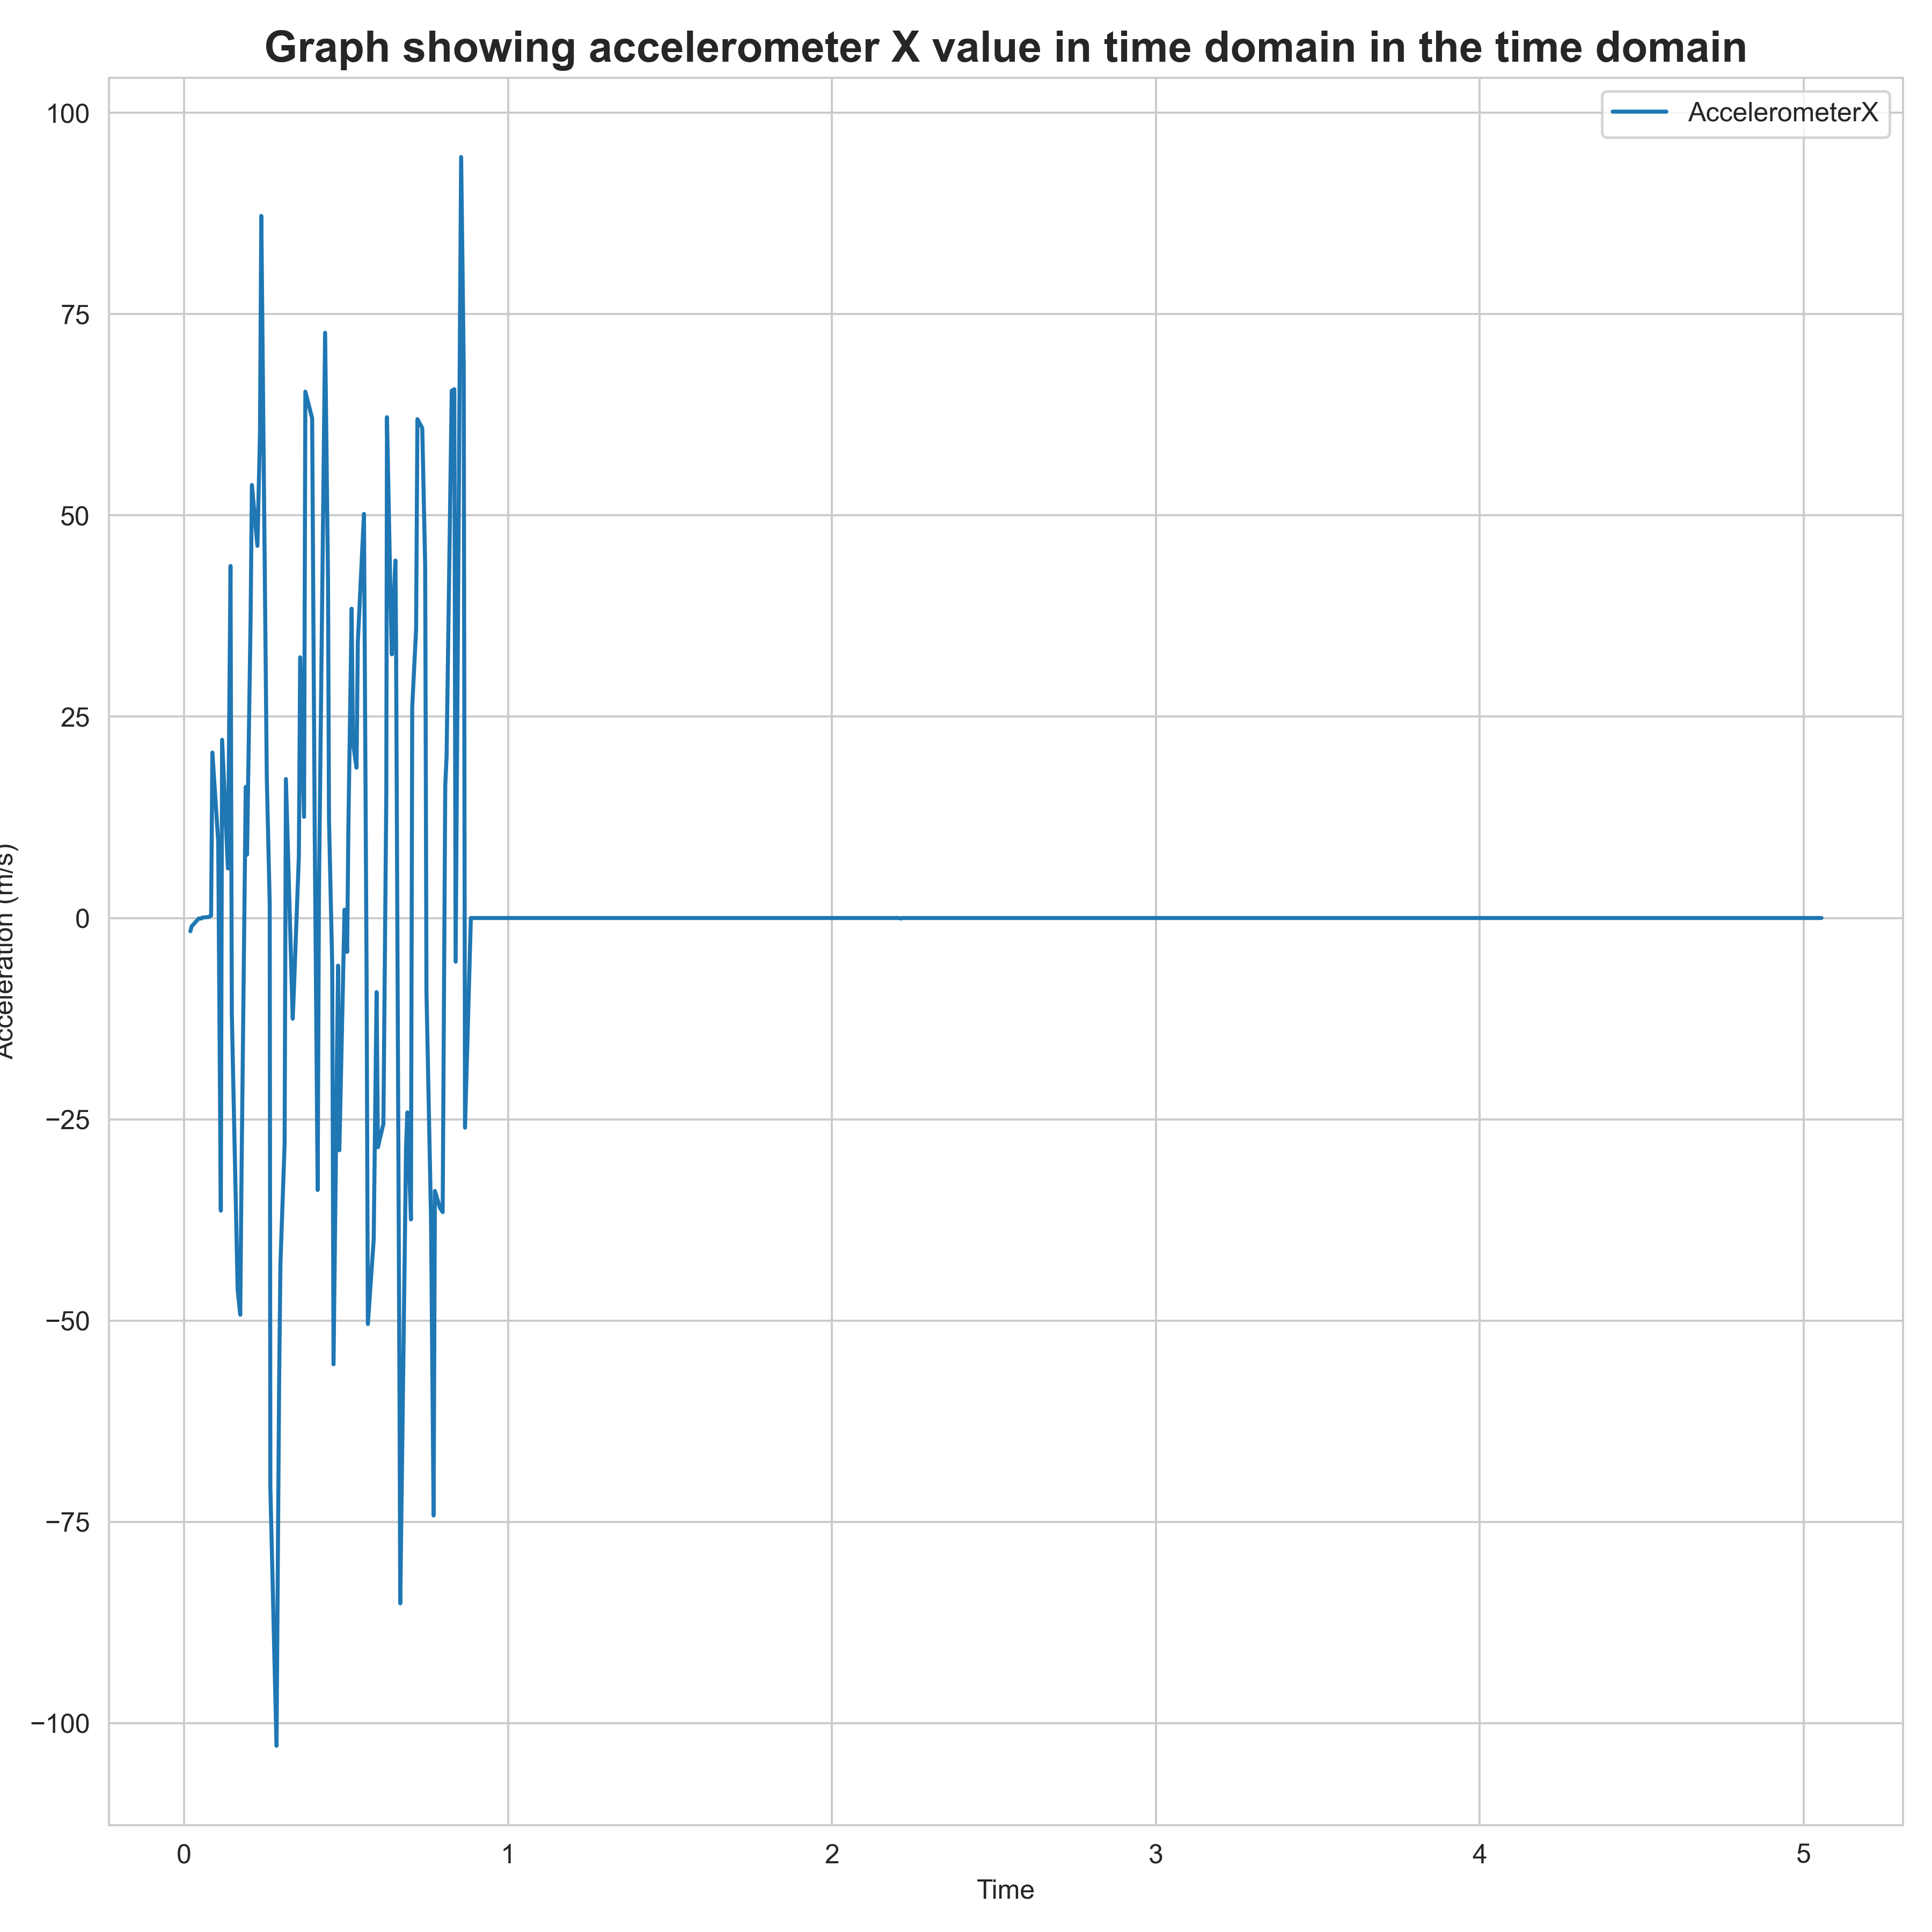 Graph showing accelerometer X value in time domain in the time domain
AccelerometerX
100
75
50
25
0
−25
−50
−75
−100
Acceleration (m/s)
0 1 2 3 4 5
Time